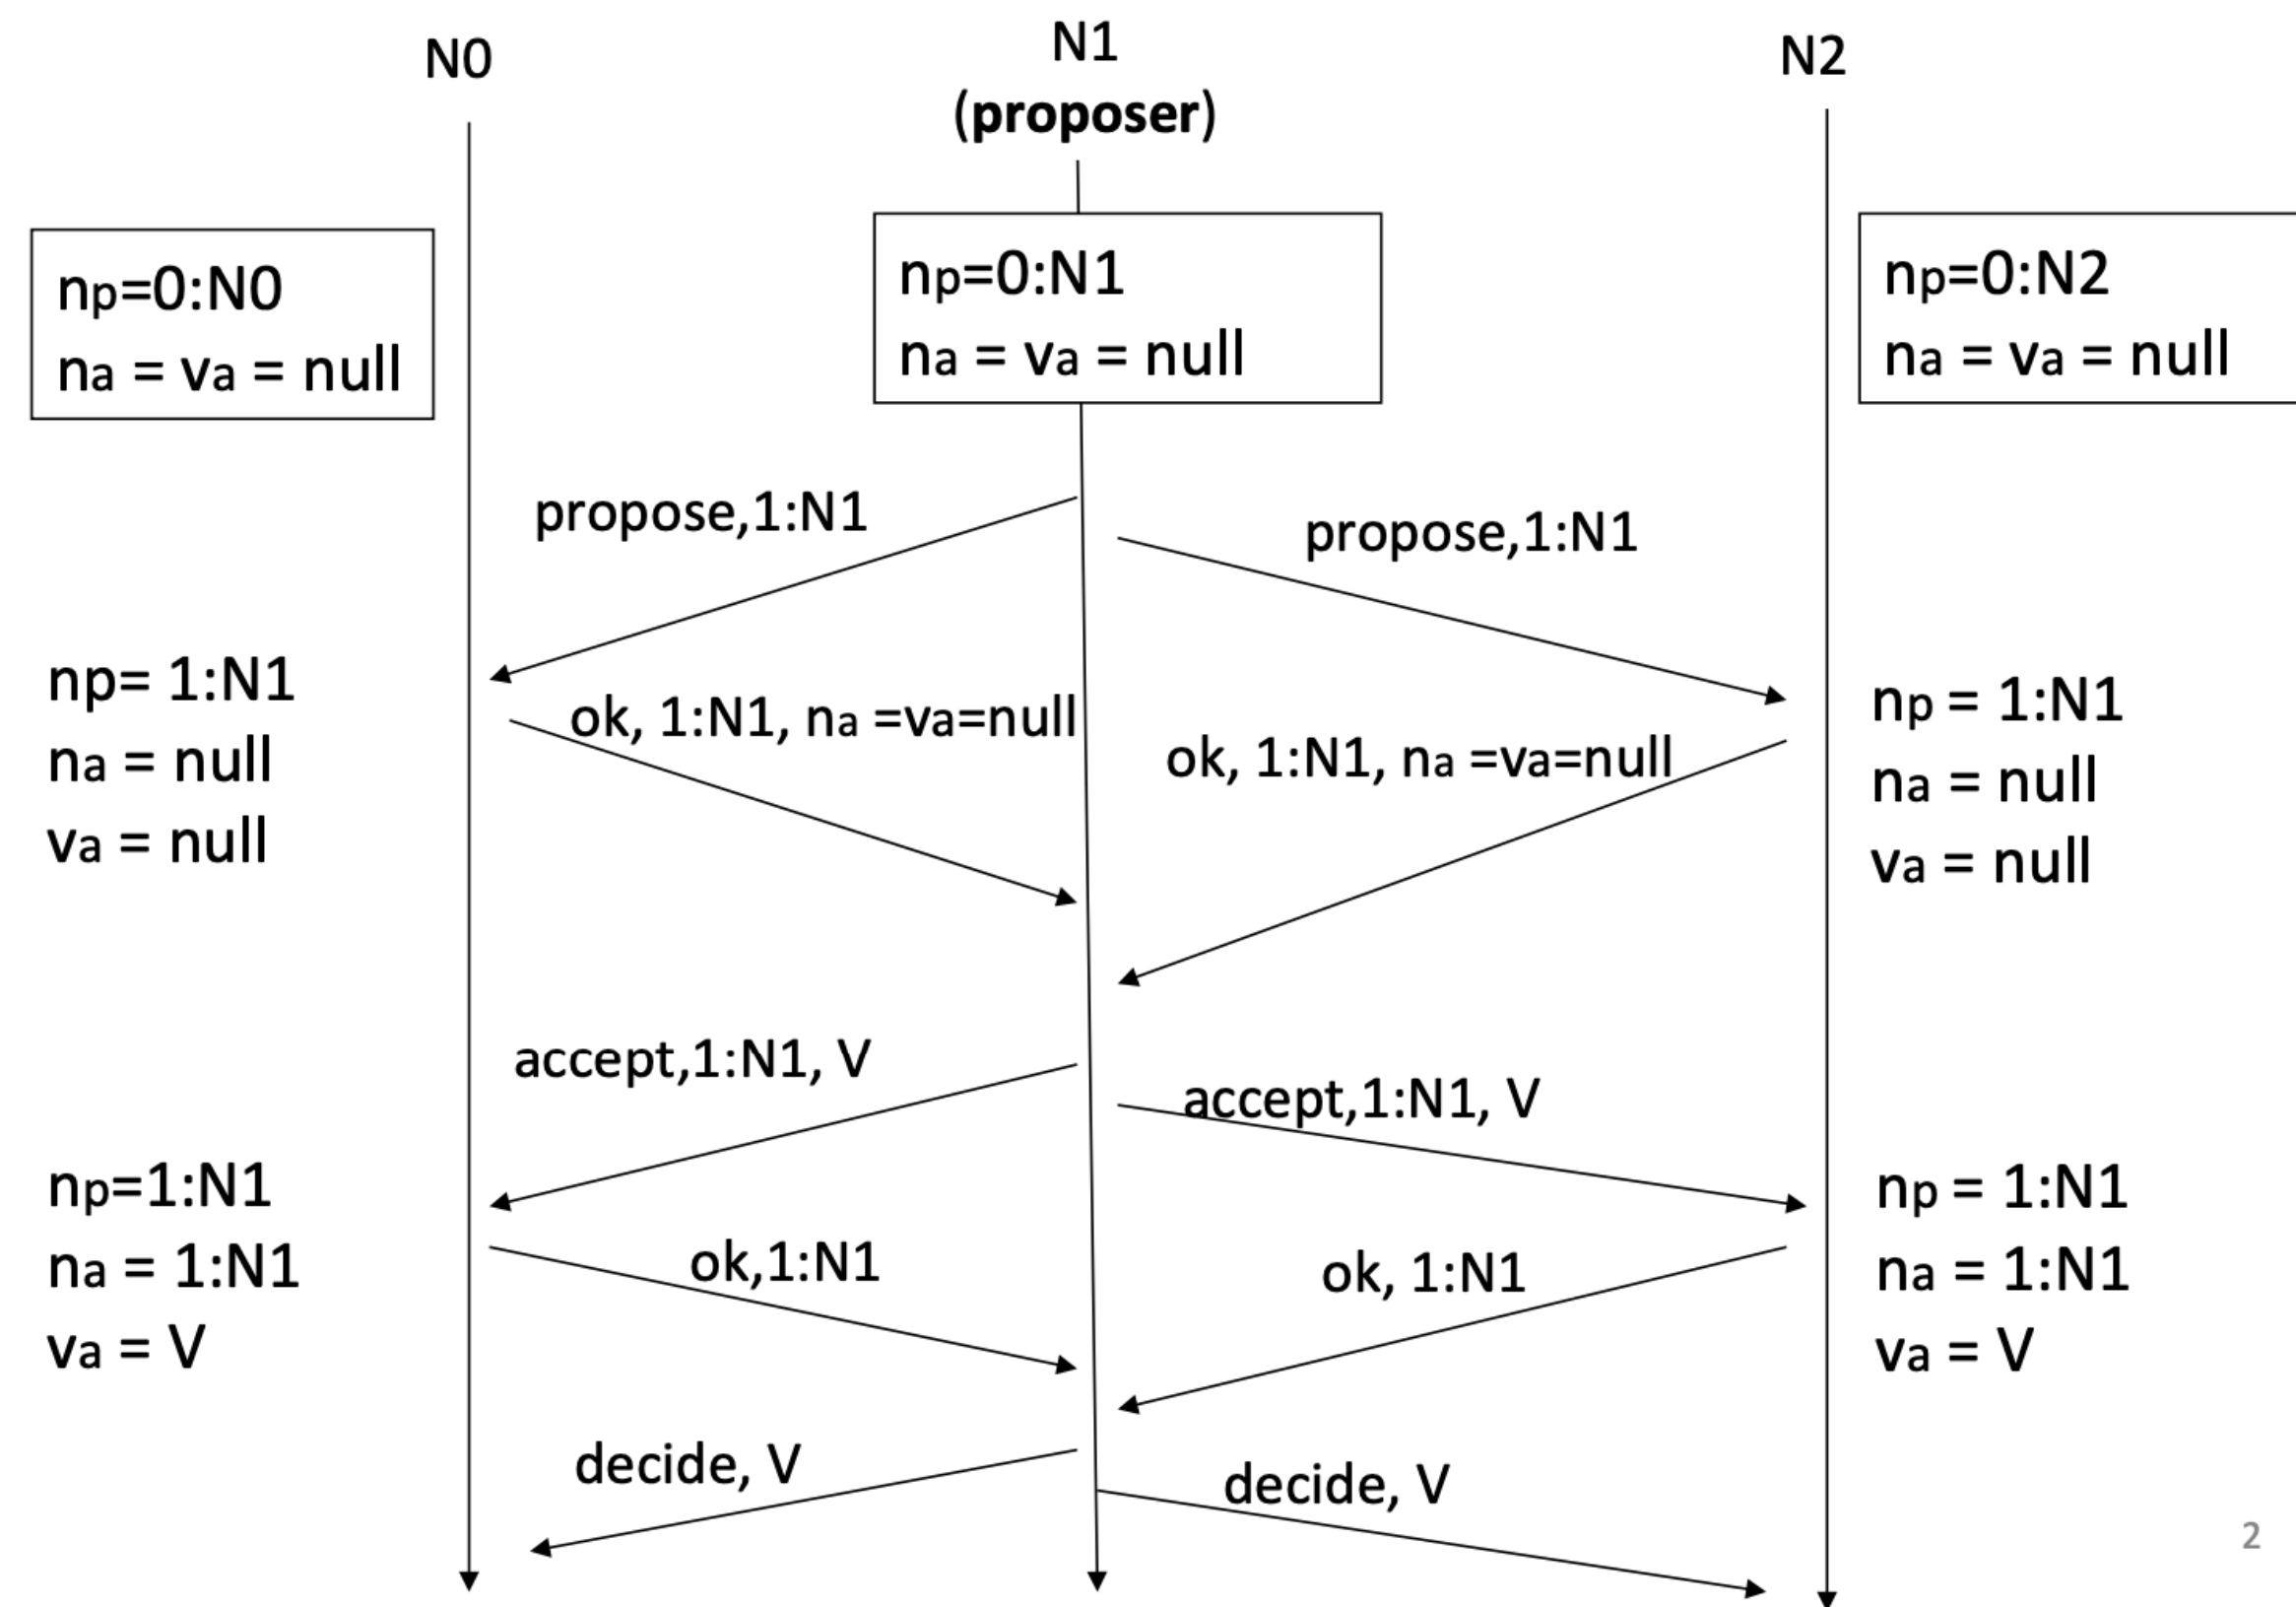 N0
N1
(proposer)
N2
np=0:N0
na = va = null
np=0:N1
na = va = null
np=0:N2
na = va = null
propose,1:N1
propose,1:N1
np= 1:N1
na = null
va = null
ok, 1:N1, na =va=null
ok, 1:N1, na =va=null
np = 1:N1
na = null
va = null
accept,1:N1, V
accept,1:N1, V
np=1:N1
na = 1:N1
va = V
ok,1:N1
ok, 1:N1
np = 1:N1
na = 1:N1
va = V
decide, V
decide, V
2